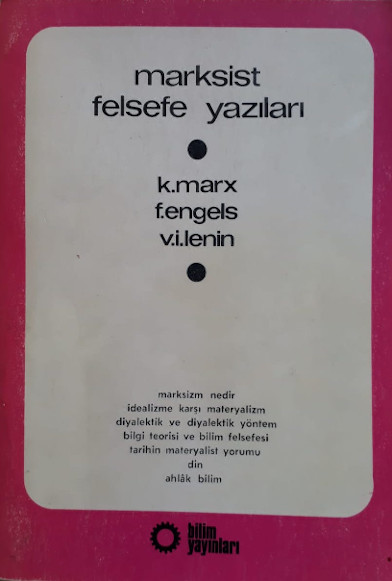 marksist
felsefe yazıları
k.marx
f.engels
v.i.lenin
marksizm nedir
idealizme karşı materyalizm
diyalektik ve diyalektik yöntem
bilgi teorisi ve bilim felsefesi
tarihin materyalist yorumu
din
ahlâk bilim
bilim
yayınları